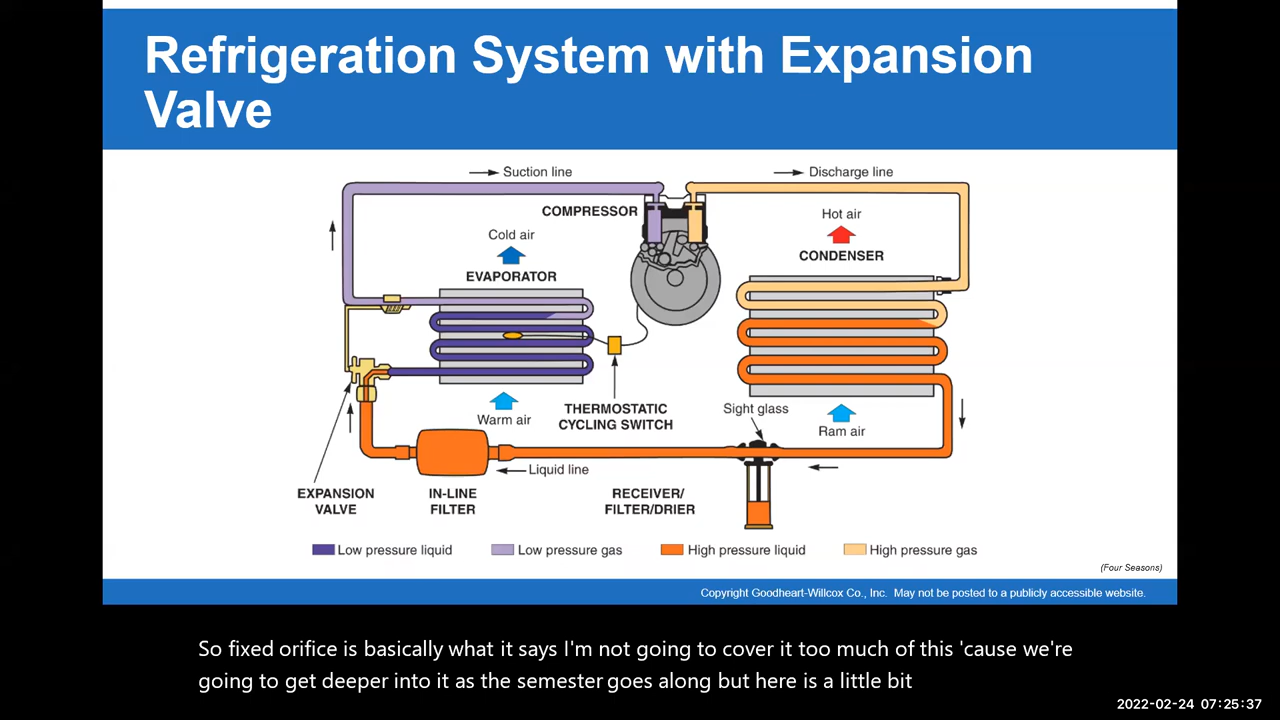 Refrigeration System with Expansion
Valve
Suction line
Discharge line
COMPRESSOR
Hot air
Cold air
CONDENSER
EVAPORATOR
Warm air
THERMOSTATIC
CYCLING SWITCH
Sight glass
Ram air
Liquid line
EXPANSION
VALVE
IN-LINE
FILTER
RECEIVER/
FILTER/DRIER
Low pressure liquid
Low pressure gas
High pressure liquid
High pressure gas
(Four Seasons)
Copyright Goodheart-Willcox Co., Inc. May not be posted to a publicly accessible website.
So fixed orifice is basically what it says I'm not going to cover it too much of this 'cause we're
going to get deeper into it as the semester goes along but here is a little bit
2022-02-24 07:25:37